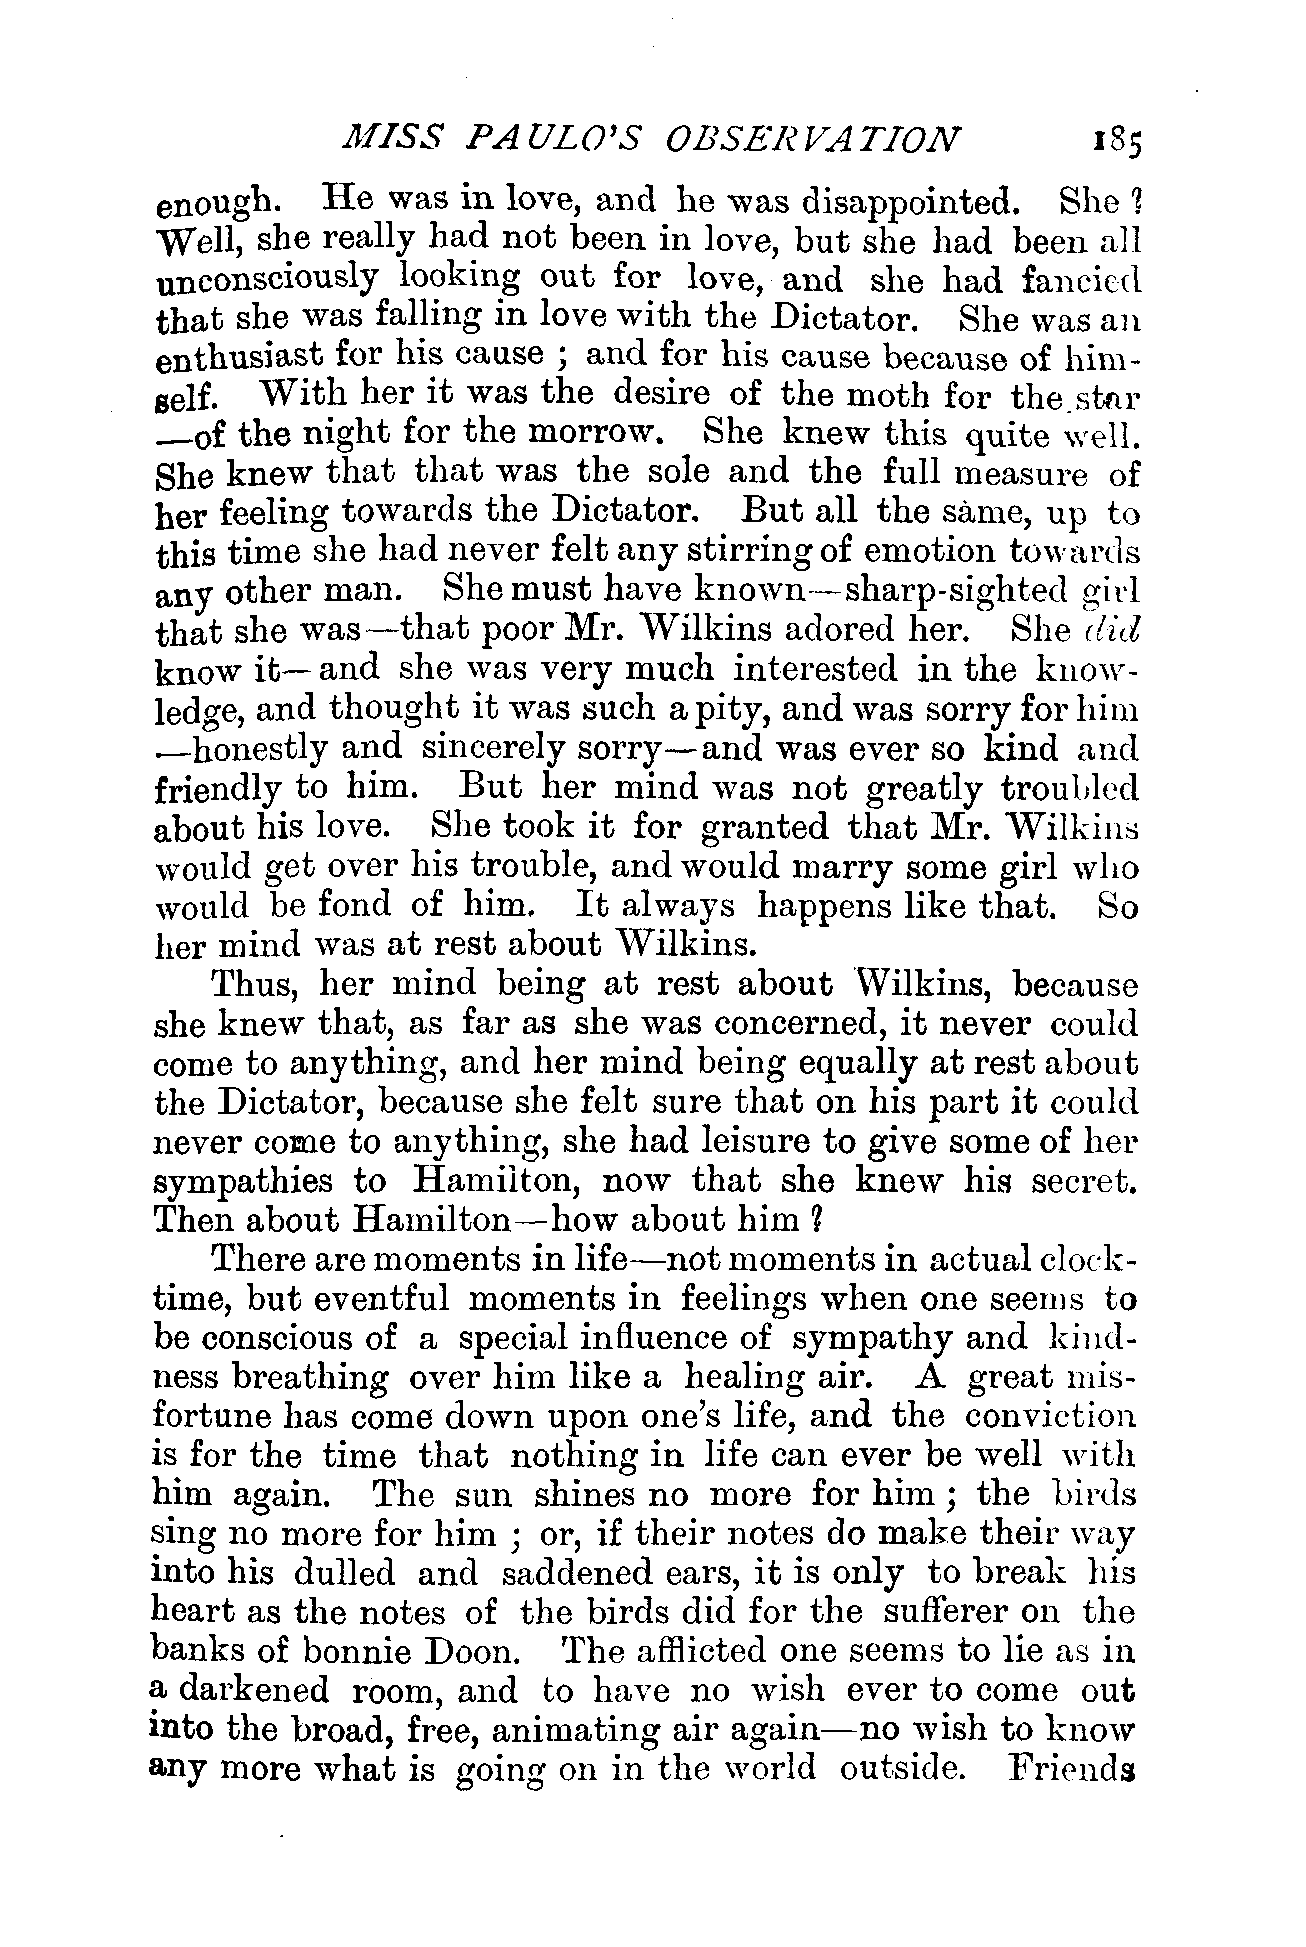 MISS PAULO'S OBSERVATION 185
enough. He was in love, and he was disappointed. She ?
Well, she really had not been in love, but she had been all
unconsciously looking out for love, and she had fancied
that she was falling in love with the Dictator. She was an
enthusiast for his cause ; and for his cause because of him-
self. With her it was the desire of the moth for the star
—of the night for the morrow. She knew this quite well.
She knew that that was the sole and the full measure of
her feeling towards the Dictator. But all the same, up to
this time she had never felt any stirring of emotion towards
any other man. She must have known—sharp-sighted girl
that she was—that poor Mr. Wilkins adored her. She did
know it—and she was very much interested in the know-
ledge, and thought it was such a pity, and was sorry for him
—honestly and sincerely sorry—and was ever so kind and
friendly to him. But her mind was not greatly troubled
about his love. She took it for granted that Mr. Wilkins
would get over his trouble, and would marry some girl who
would be fond of him. It always happens like that. So
her mind was at rest about Wilkins.
Thus, her mind being at rest about Wilkins, because
she knew that, as far as she was concerned, it never could
come to anything, and her mind being equally at rest about
the Dictator, because she felt sure that on his part it could
never come to anything, she had leisure to give some of her
sympathies to Hamilton, now that she knew his secret.
Then about Hamilton—how about him ?
There are moments in life—not moments in actual clock-
time, but eventful moments in feelings when one seems to
be conscious of a special influence of sympathy and kind-
ness breathing over him like a healing air. A great mis-
fortune has come down upon one's life, and the conviction
is for the time that nothing in life can ever be well with
him again. The sun shines no more for him ; the birds
sing no more for him ; or, if their notes do make their way
into his dulled and saddened ears, it is only to break his
heart as the notes of the birds did for the sufferer on the
banks of bonnie Doon. The afflicted one seems to lie as in
a darkened room, and to have no wish ever to come out
into the broad, free, animating air again—no wish to know
any more what is going on in the world outside. Friends